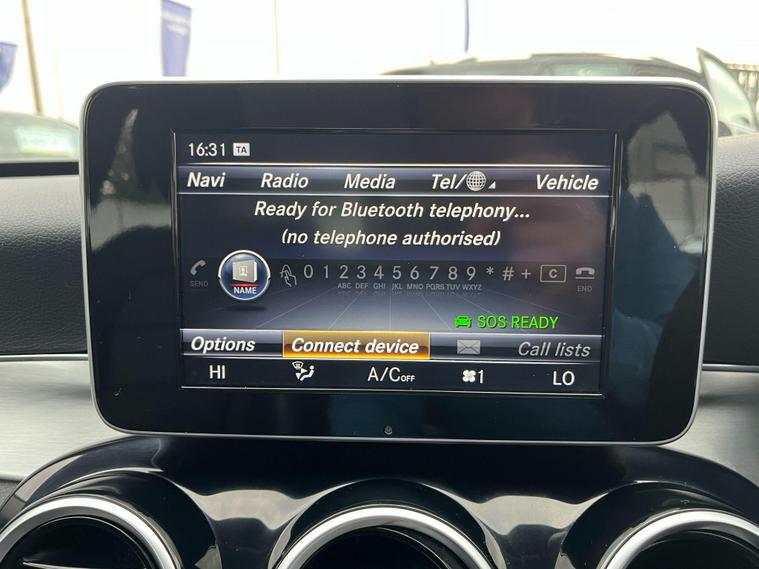 16:31 TA
Navi Radio Media Tel/ Vehicle
Ready for Bluetooth telephony...
(no telephone authorised)
SEND NAME 0 1 2 3 4 5 6 7 8 9 * # + C END
ABC DEF GHI JKL MNO PQRS TUV WXYZ
SOS READY
Options Connect device Call lists
HI A/C OFF 1 LO